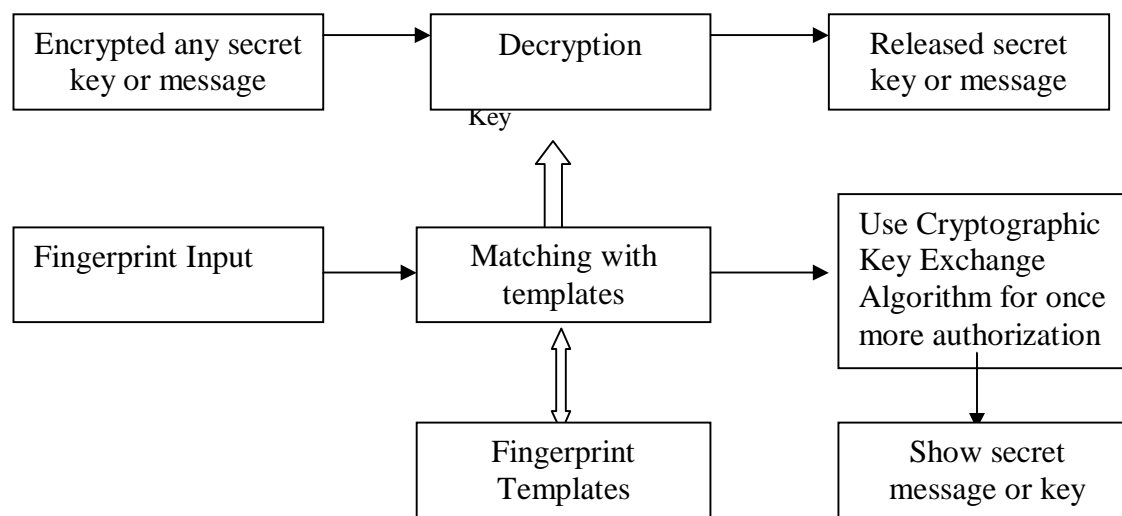 Encrypted any secret
key or message
Decryption
Released secret
key or message
Key
Fingerprint Input
Matching with
templates
Use Cryptographic
Key Exchange
Algorithm for once
more authorization
Fingerprint
Templates
Show secret
message or key